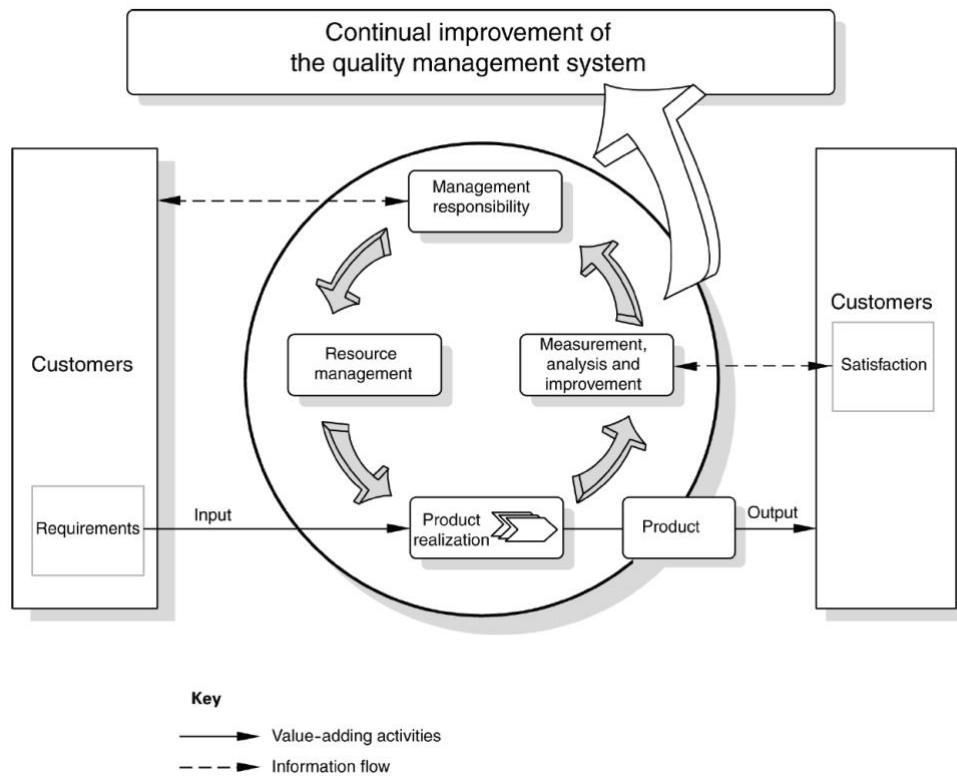 Continual improvement of
the quality management system
Management
responsibility
Customers
Resource
management
Measurement,
analysis and
improvement
Customers
Satisfaction
Requirements
Input
Product
realization
Product
Output
Key
Value-adding activities
Information flow